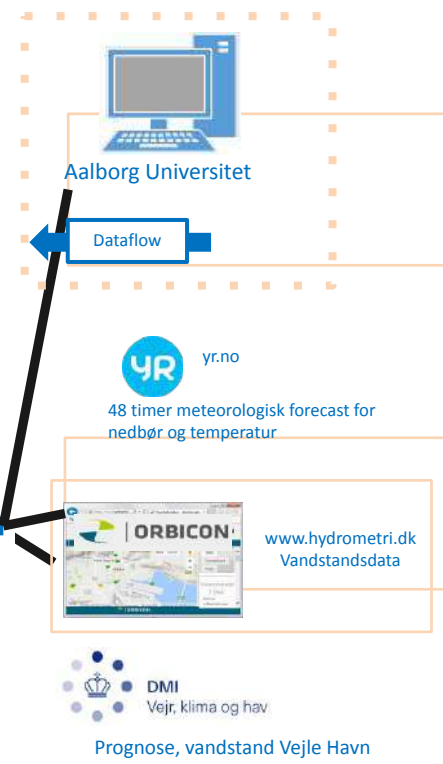 Aalborg Universitet
Dataflow
YR
yr.no
48 timer meteorologisk forecast for
nedbør og temperatur
ORBICON
www.hydrometri.dk
Vandstandsdata
DMI
Vejr, klima og hav
Prognose, vandstand Vejle Havn